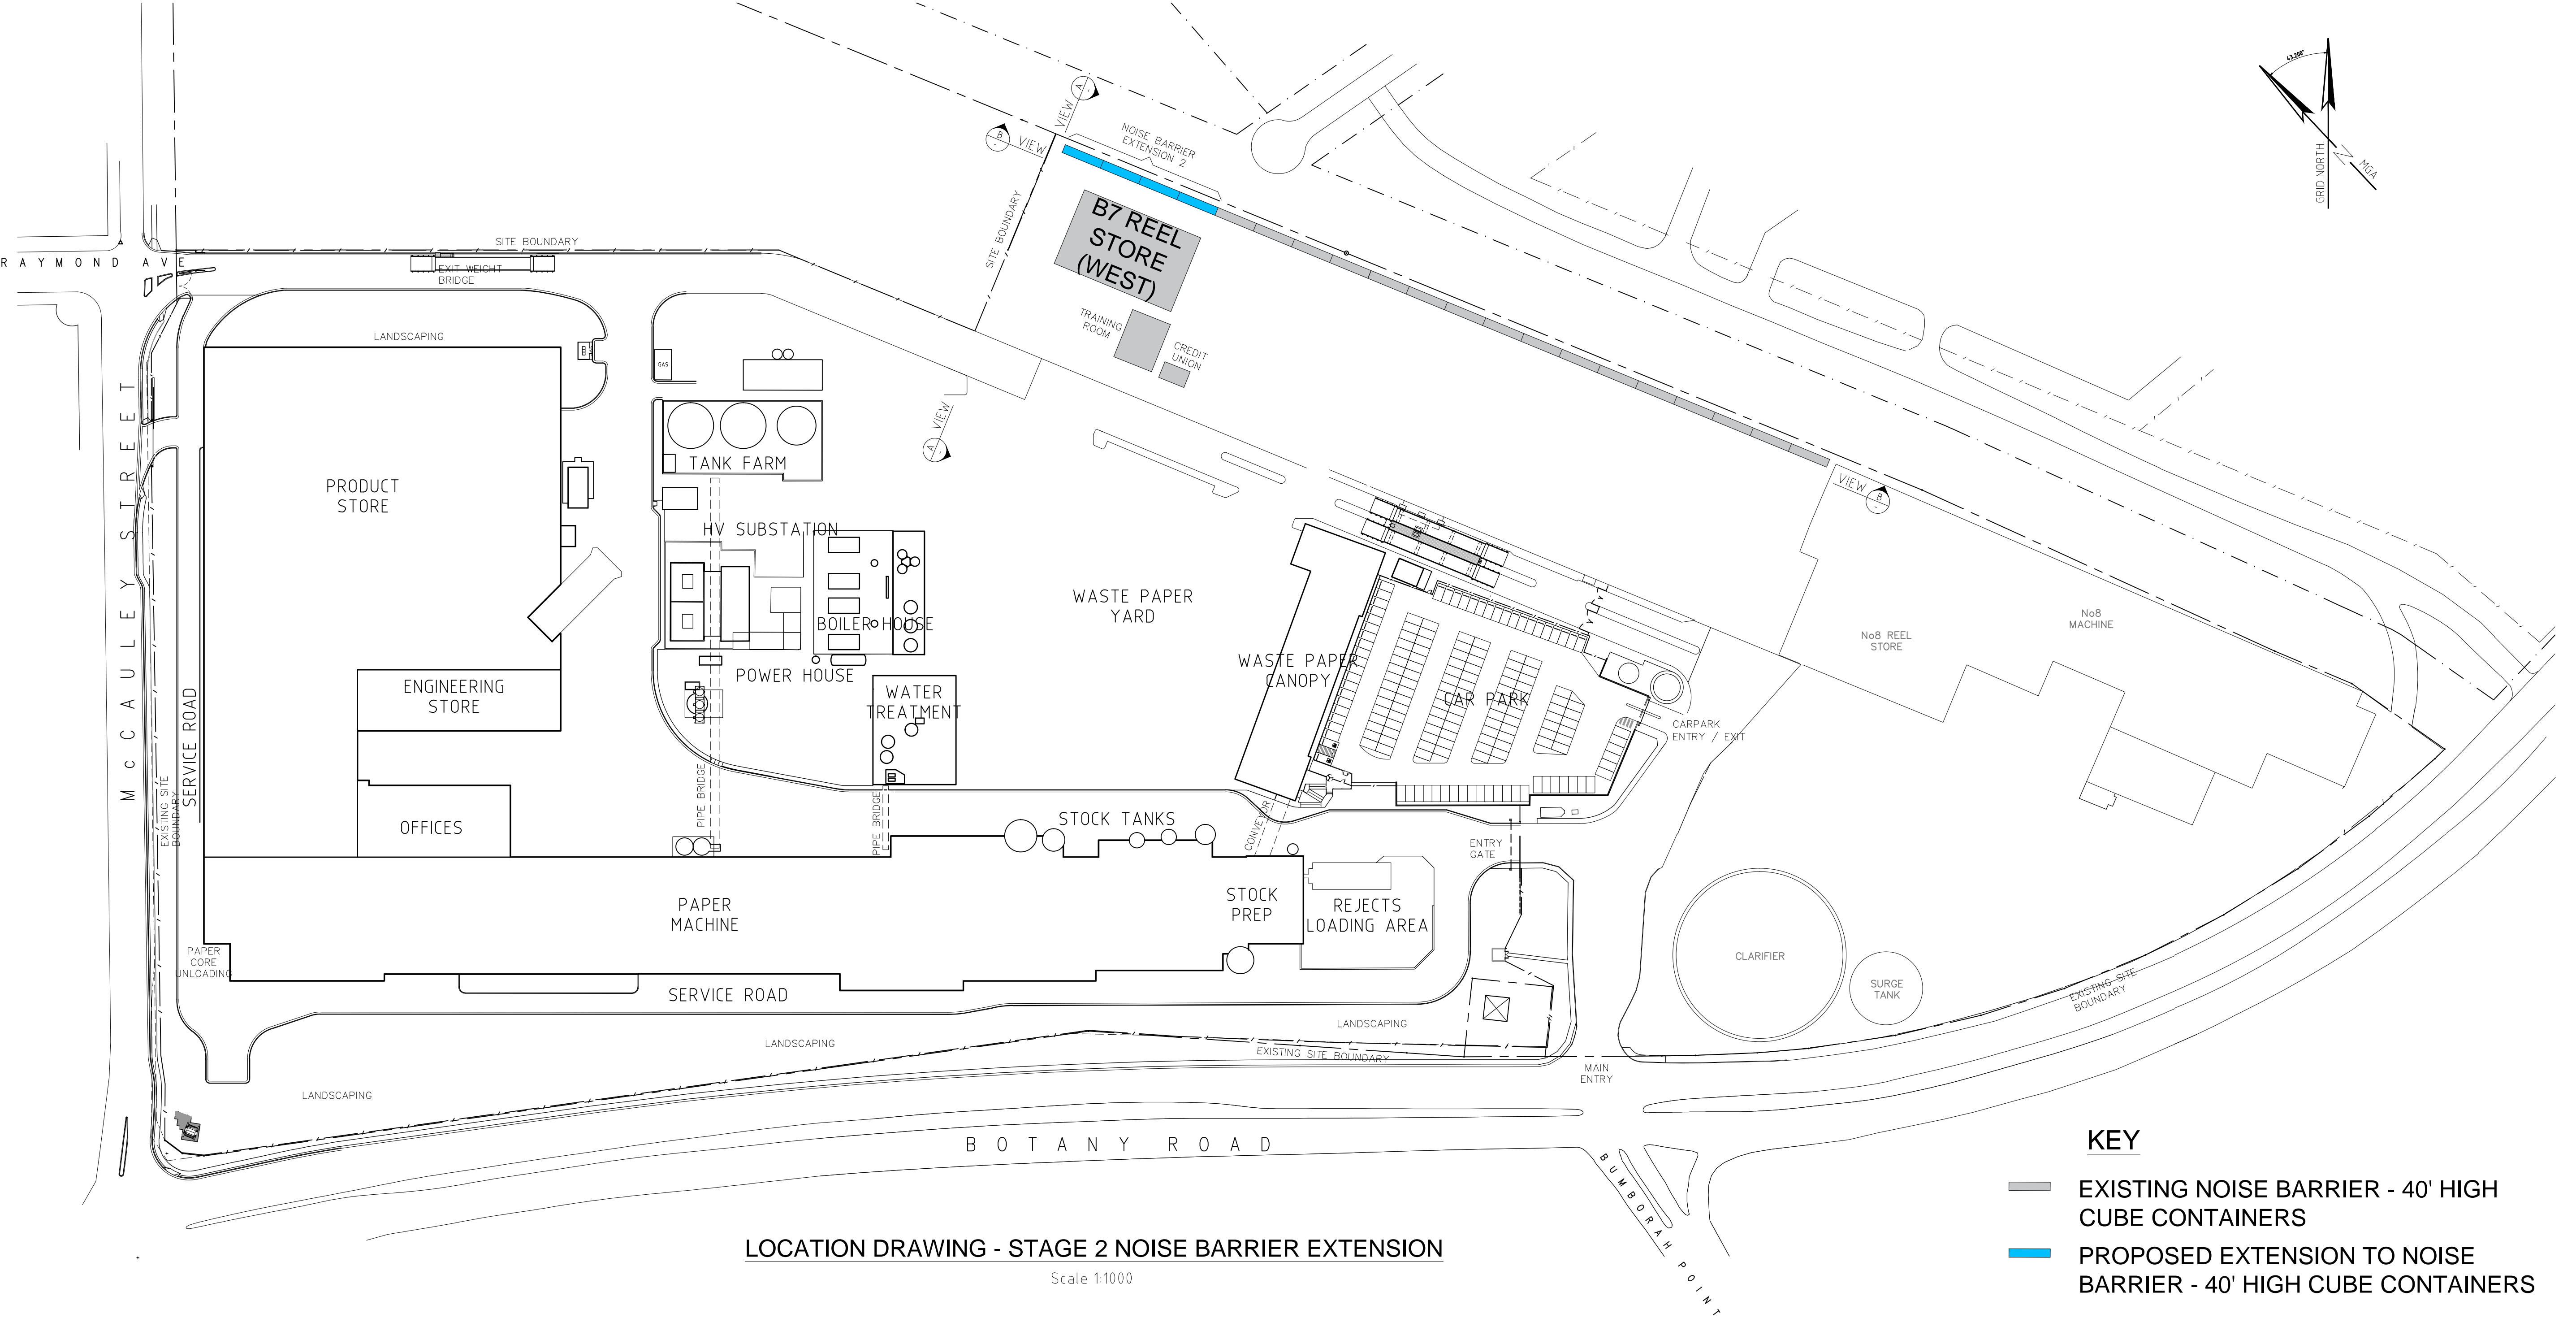 43.200°
GRID NORTH.
N
MGA
A
VIEW
B
VIEW
NOISE BARRIER
EXTENSION 2
SITE BOUNDARY
SITE BOUNDARY
RAYMOND AVE
EXIT WEIGHT
BRIDGE
B7 REEL
STORE
(WEST)
TRAINING
ROOM
CREDIT
UNION
LANDSCAPING
GAS
McCAULEY STREET
VIEW
A
TANK FARM
PRODUCT
STORE
VIEW
B
HV SUBSTATION
WASTE PAPER
YARD
BOILER HOUSE
No8
MACHINE
No8 REEL
STORE
POWER HOUSE
WASTE PAPER
CANOPY
ENGINEERING
STORE
WATER
TREATMENT
CAR PARK
CARPARK
ENTRY / EXIT
SERVICE ROAD
EXISTING SITE
BOUNDARY
PIPE BRIDGE
PIPE BRIDGE
OFFICES
STOCK TANKS
CONVEYOR
ENTRY
GATE
PAPER
MACHINE
STOCK
PREP
REJECTS
LOADING AREA
PAPER
CORE
UNLOADING
SERVICE ROAD
CLARIFIER
SURGE
TANK
EXISTING SITE
BOUNDARY
LANDSCAPING
LANDSCAPING
EXISTING SITE BOUNDARY
MAIN
ENTRY
LANDSCAPING
BOTANY ROAD
BUMBORAH POINT
KEY
EXISTING NOISE BARRIER - 40' HIGH
CUBE CONTAINERS
PROPOSED EXTENSION TO NOISE
BARRIER - 40' HIGH CUBE CONTAINERS
LOCATION DRAWING - STAGE 2 NOISE BARRIER EXTENSION
Scale 1:1000